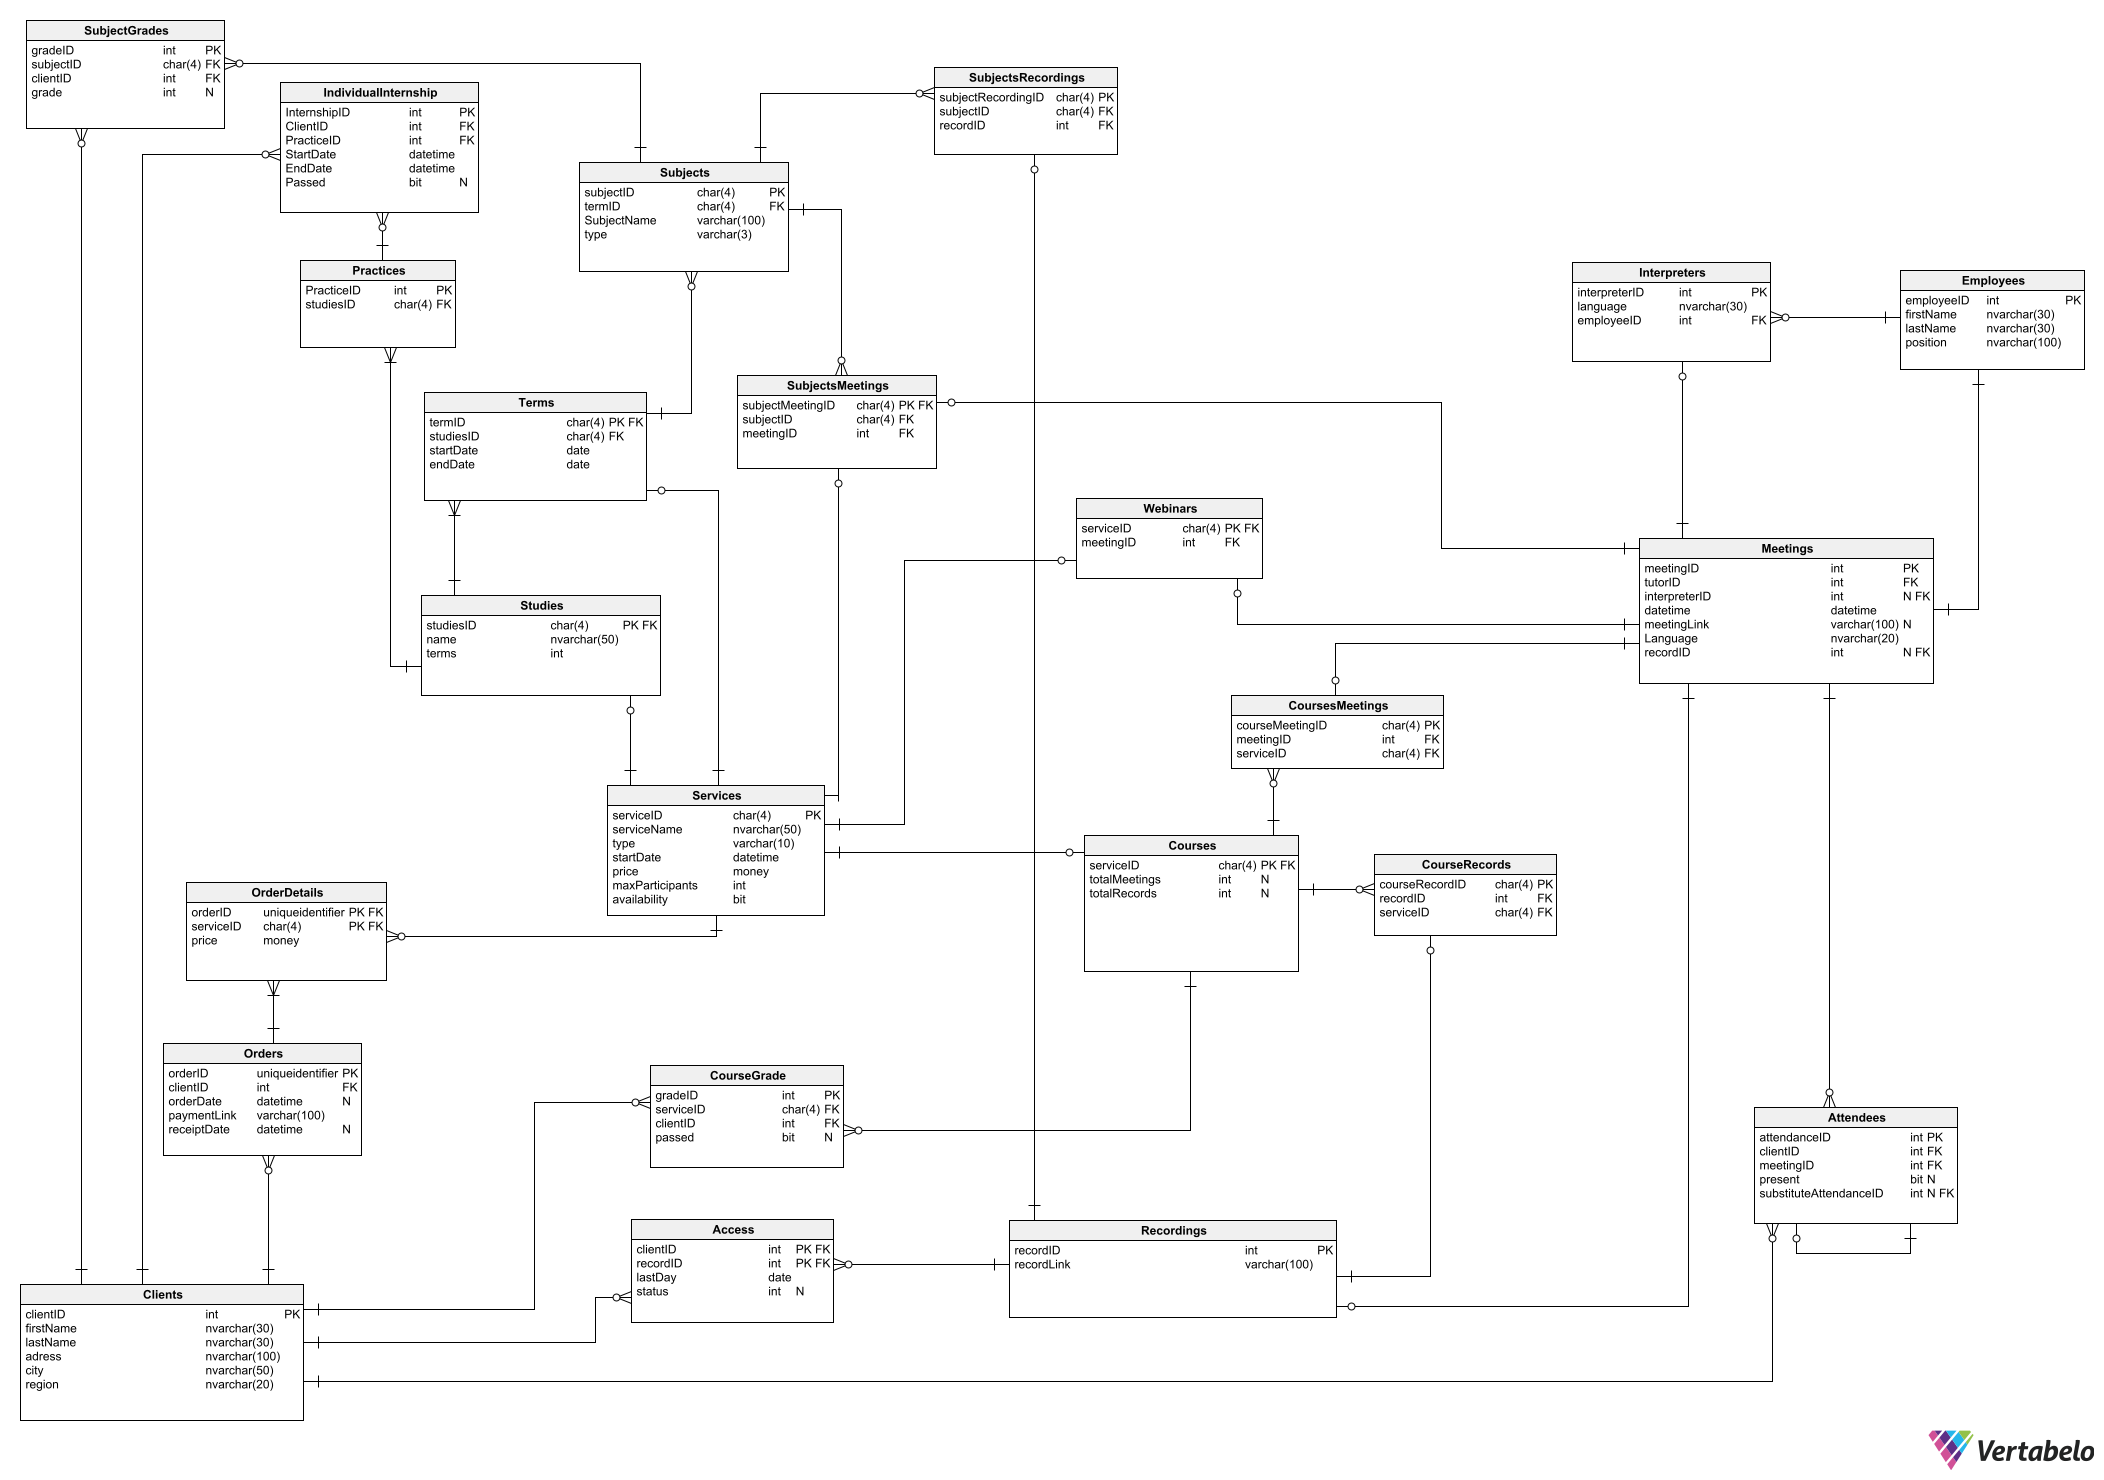 SubjectGrades
gradeID int PK
subjectID char(4) FK
clientID int FK
grade int N
IndividualInternship
InternshipID int PK
ClientID int FK
PracticeID int FK
StartDate datetime
EndDate datetime
Passed bit N
SubjectsRecordings
subjectRecordingID char(4) PK
subjectID char(4) FK
recordID int FK
Subjects
subjectID char(4) PK
termID char(4) FK
SubjectName varchar(100)
type varchar(3)
Practices
PracticeID int PK
studiesID char(4) FK
Interpreters
interpreterID int PK
language nvarchar(30)
employeeID int FK
Employees
employeeID int PK
firstName nvarchar(30)
lastName nvarchar(30)
position nvarchar(100)
SubjectsMeetings
subjectMeetingID char(4) PK FK
subjectID char(4) FK
meetingID int FK
Terms
termID char(4) PK FK
studiesID char(4) FK
startDate date
endDate date
Webinars
serviceID char(4) PK FK
meetingID int FK
Meetings
meetingID int PK
tutorID int FK
interpreterID int N FK
datetime datetime
meetingLink varchar(100) N
Language nvarchar(20)
recordID int N FK
Studies
studiesID char(4) PK FK
name nvarchar(50)
terms int
CoursesMeetings
courseMeetingID char(4) PK
meetingID int FK
serviceID char(4) FK
Services
serviceID char(4) PK
serviceName nvarchar(50)
type varchar(10)
startDate datetime
price money
maxParticipants int
availability bit
Courses
serviceID char(4) PK FK
totalMeetings int N
totalRecords int N
CourseRecords
courseRecordID char(4) PK
recordID int FK
serviceID char(4) FK
OrderDetails
orderID uniqueidentifier PK FK
serviceID char(4) PK FK
price money
Orders
orderID uniqueidentifier PK
clientID int FK
orderDate datetime N
paymentLink varchar(100)
receiptDate datetime N
CourseGrade
gradeID int PK
serviceID char(4) FK
clientID int FK
passed bit N
Attendees
attendanceID int PK
clientID int FK
meetingID int FK
present bit N
substituteAttendanceID int N FK
Access
clientID int PK FK
recordID int PK FK
lastDay date
status int N
Recordings
recordID int PK
recordLink varchar(100)
Clients
clientID int PK
firstName nvarchar(30)
lastName nvarchar(30)
adress nvarchar(100)
city nvarchar(50)
region nvarchar(20)
Vertabelo